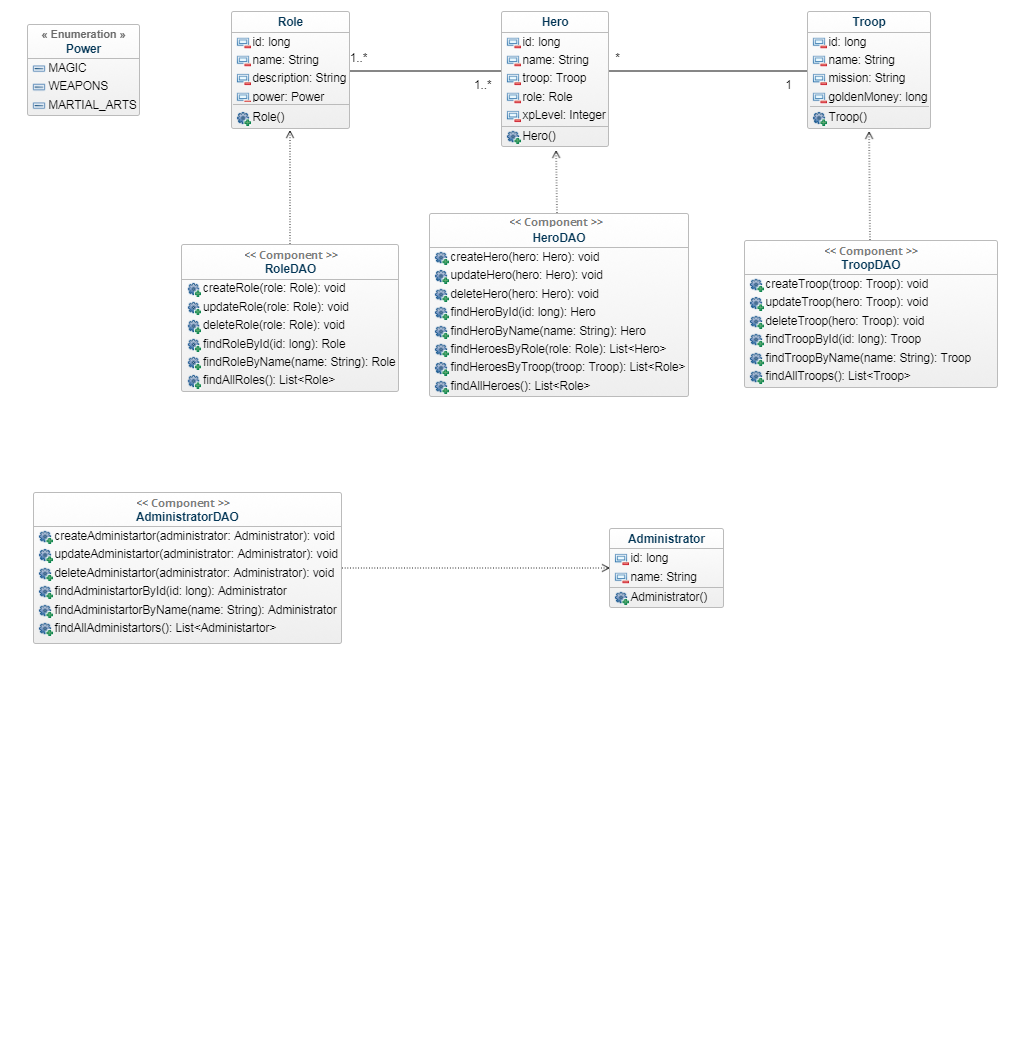 « Enumeration »
Power
MAGIC
WEAPONS
MARTIAL_ARTS
Role
id: long
name: String
description: String
power: Power
Role()
1..*
1..*
Hero
id: long
name: String
troop: Troop
role: Role
xpLevel: Integer
Hero()
*
1
Troop
id: long
name: String
mission: String
goldenMoney: long
Troop()
<< Component >>
RoleDAO
createRole(role: Role): void
updateRole(role: Role): void
deleteRole(role: Role): void
findRoleById(id: long): Role
findRoleByName(name: String): Role
findAllRoles(): List<Role>
<< Component >>
HeroDAO
createHero(hero: Hero): void
updateHero(hero: Hero): void
deleteHero(hero: Hero): void
findHeroById(id: long): Hero
findHeroByName(name: String): Hero
findHeroesByRole(role: Role): List<Hero>
findHeroesByTroop(troop: Troop): List<Role>
findAllHeroes(): List<Role>
<< Component >>
TroopDAO
createTroop(troop: Troop): void
updateTroop(hero: Troop): void
deleteTroop(hero: Troop): void
findTroopById(id: long): Troop
findTroopByName(name: String): Troop
findAllTroops(): List<Troop>
<< Component >>
AdministratorDAO
createAdministartor(administrator: Administrator): void
updateAdministartor(administrator: Administrator): void
deleteAdministartor(administrator: Administrator): void
findAdministartorById(id: long): Administrator
findAdministartorByName(name: String): Administrator
findAllAdministartors(): List<Administartor>
Administrator
id: long
name: String
Administrator()